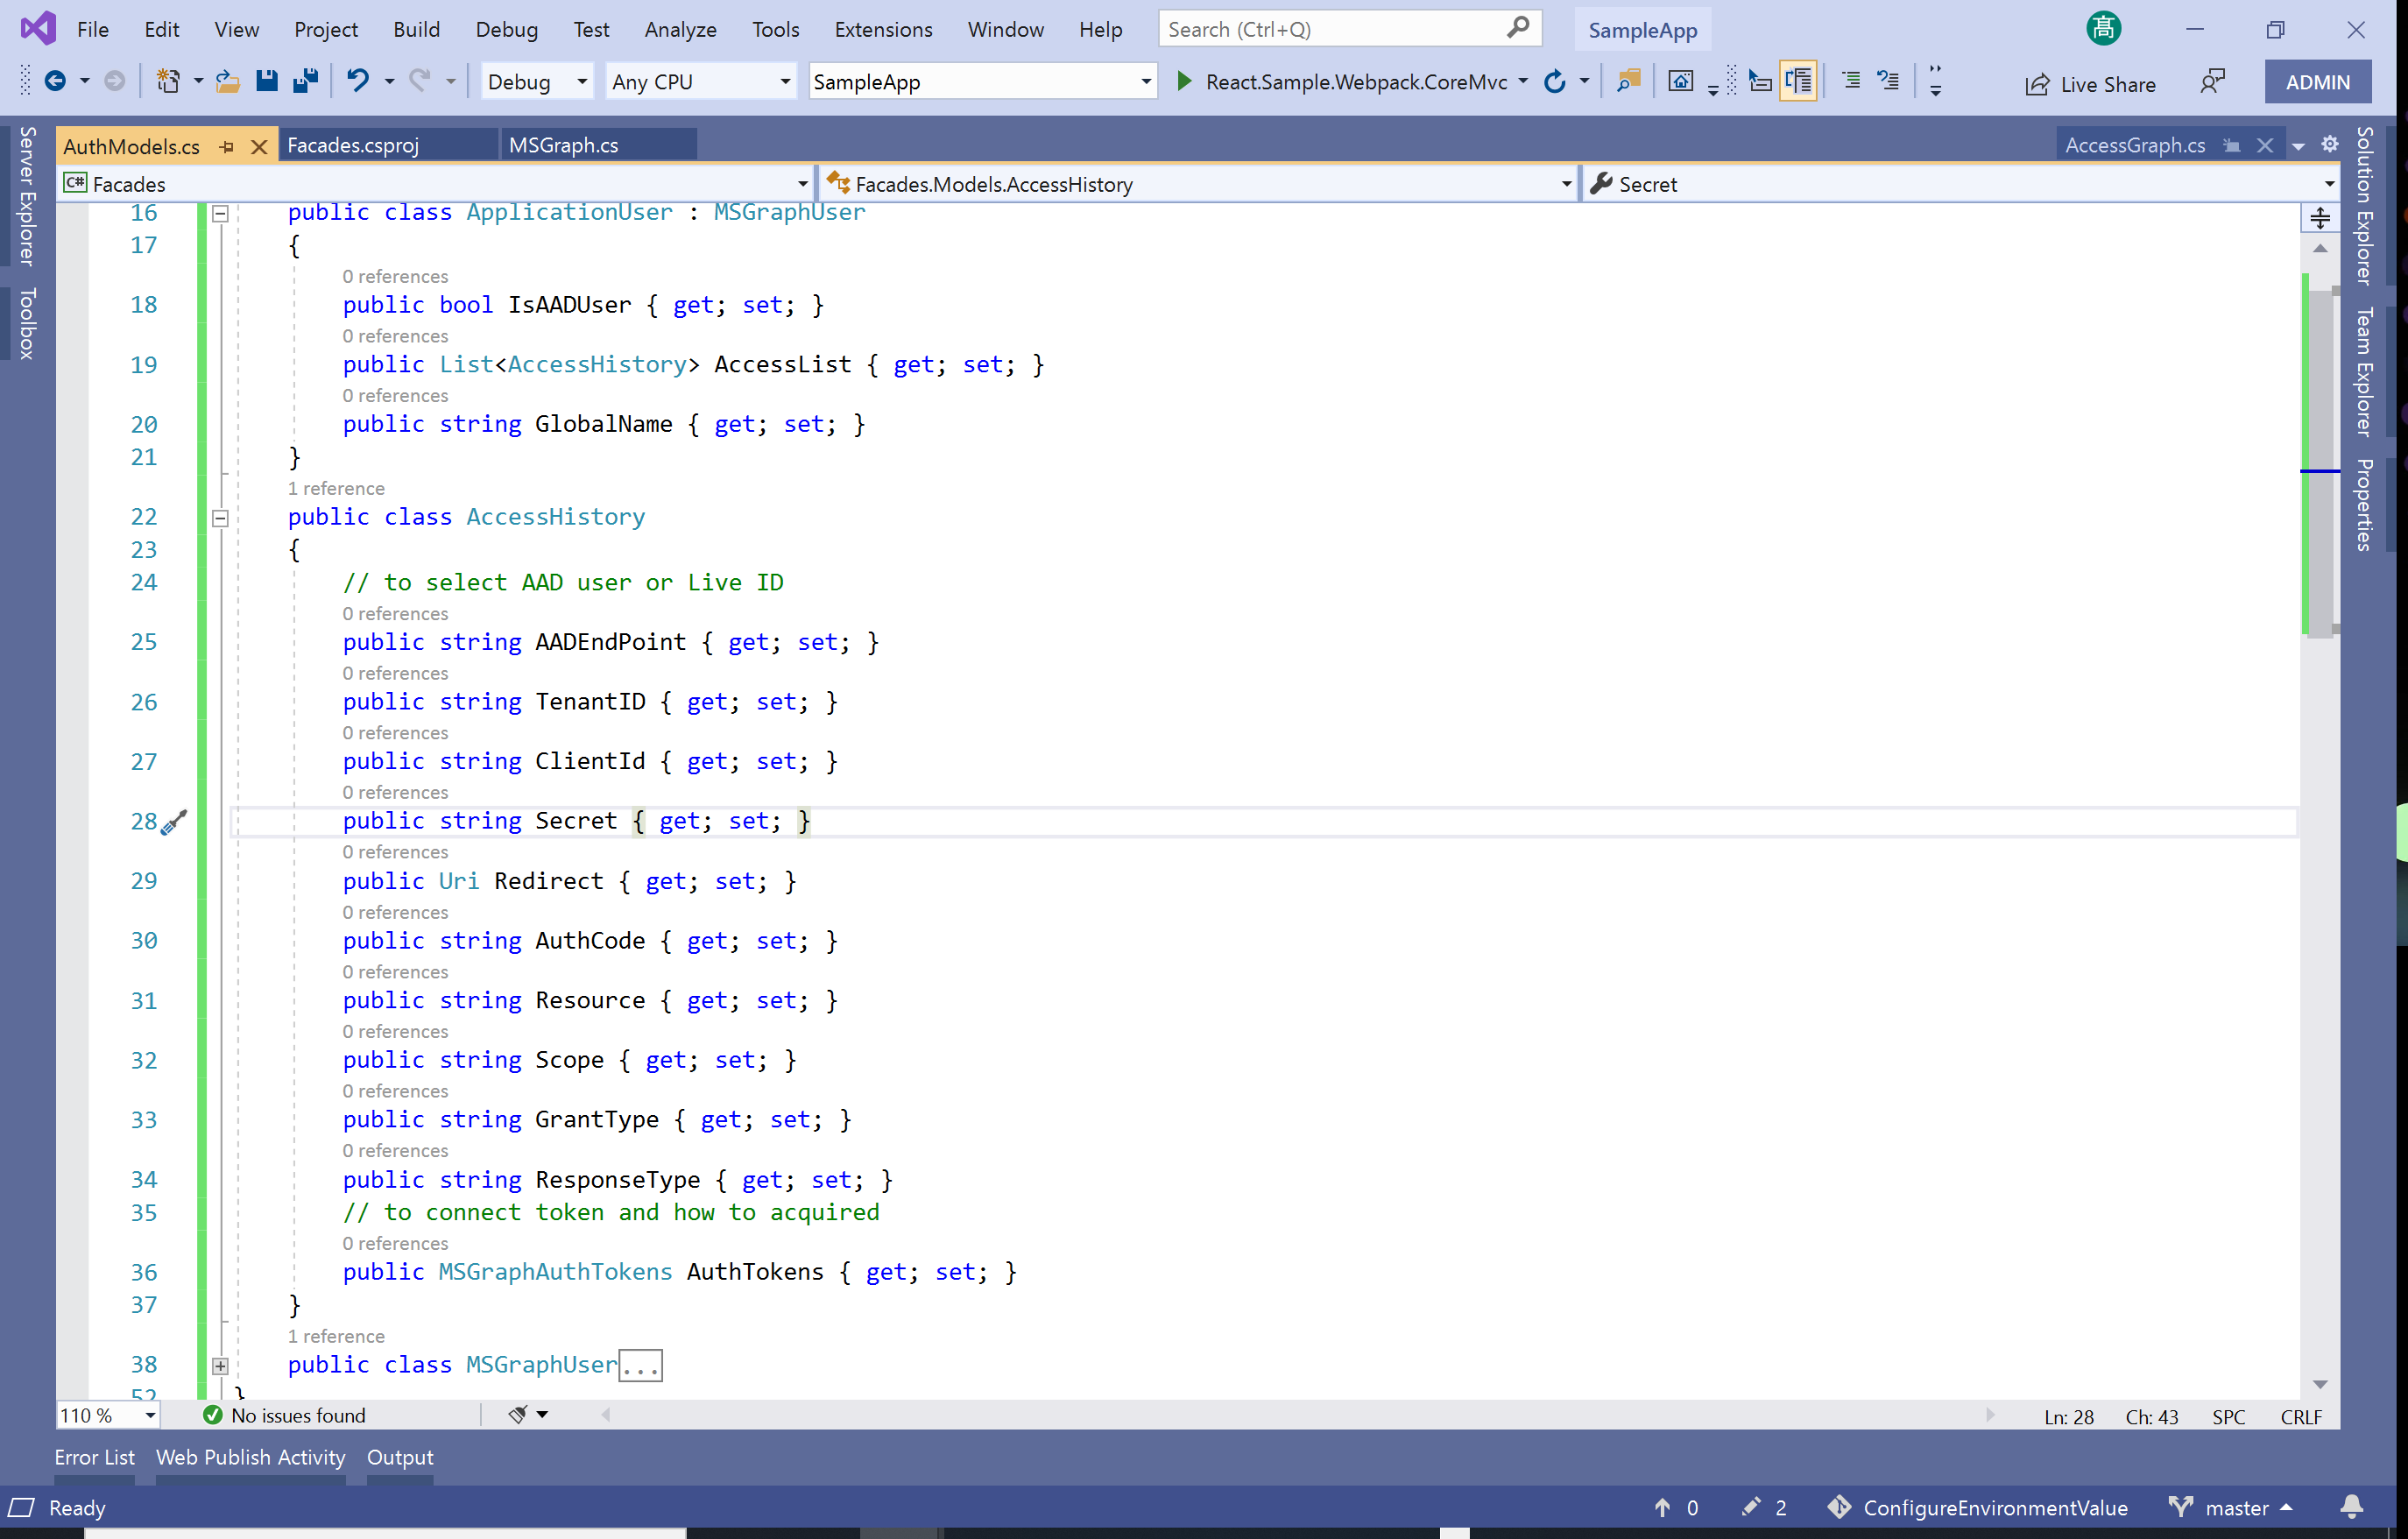 File Edit View Project Build Debug Test Analyze Tools Extensions Window Help Search (Ctrl+Q) SampleApp 髙
Debug Any CPU SampleApp React.Sample.Webpack.CoreMvc Live Share ADMIN
Server Explorer
Toolbox
AuthModels.cs Facades.csproj MSGraph.cs AccessGraph.cs
C# Facades Facades.Models.AccessHistory Secret
16 public class ApplicationUser : MSGraphUser
17 {
0 references
18 public bool IsAADUser { get; set; }
0 references
19 public List<AccessHistory> AccessList { get; set; }
0 references
20 public string GlobalName { get; set; }
21 }
1 reference
22 public class AccessHistory
23 {
24 // to select AAD user or Live ID
0 references
25 public string AADEndPoint { get; set; }
0 references
26 public string TenantID { get; set; }
0 references
27 public string ClientId { get; set; }
0 references
28 public string Secret { get; set; }
0 references
29 public Uri Redirect { get; set; }
0 references
30 public string AuthCode { get; set; }
0 references
31 public string Resource { get; set; }
0 references
32 public string Scope { get; set; }
0 references
33 public string GrantType { get; set; }
0 references
34 public string ResponseType { get; set; }
35 // to connect token and how to acquired
0 references
36 public MSGraphAuthTokens AuthTokens { get; set; }
37 }
1 reference
38 public class MSGraphUser...
52 }
Solution Explorer
Team Explorer
Properties
110 % No issues found Ln: 28 Ch: 43 SPC CRLF
Error List Web Publish Activity Output
Ready 0 2 ConfigureEnvironmentValue master